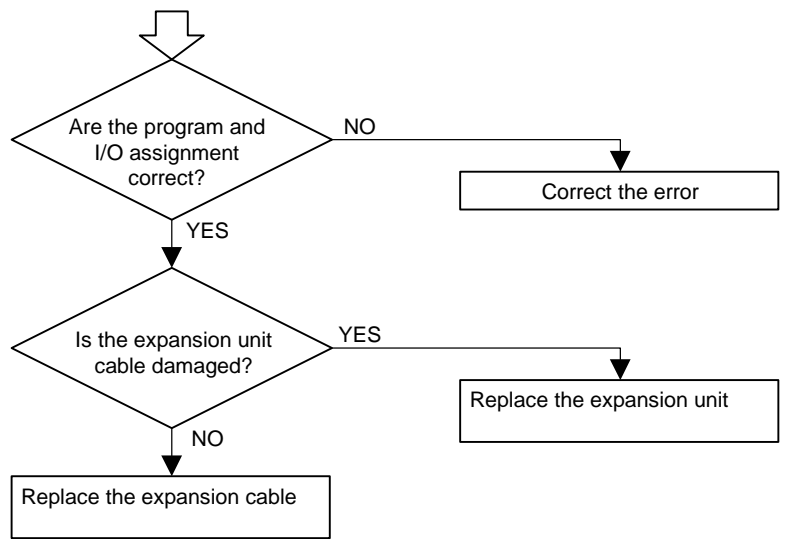 Are the program and
I/O assignment
correct?
NO
Correct the error
YES
Is the expansion unit
cable damaged?
YES
Replace the expansion unit
NO
Replace the expansion cable